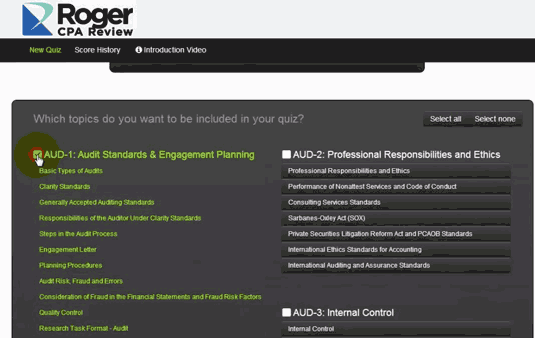 Roger
CPA Review
New Quiz Score History Introduction Video
Which topics do you want to be included in your quiz?
Select all Select none
AUD-1: Audit Standards & Engagement Planning
Basic Types of Audits
Clarity Standards
Generally Accepted Auditing Standards
Responsibilities of the Auditor Under Clarity Standards
Steps in the Audit Process
Engagement Letter
Planning Procedures
Audit Risk, Fraud and Errors
Consideration of Fraud in the Financial Statements and Fraud Risk Factors
Quality Control
Research Task Format - Audit
AUD-2: Professional Responsibilities and Ethics
Professional Responsibilities and Ethics
Performance of Nonattest Services and Code of Conduct
Consulting Services Standards
Sarbanes-Oxley Act (SOX)
Private Securities Litigation Reform Act and PCAOB Standards
International Ethics Standards for Accounting
International Auditing and Assurance Standards
AUD-3: Internal Control
Internal Control